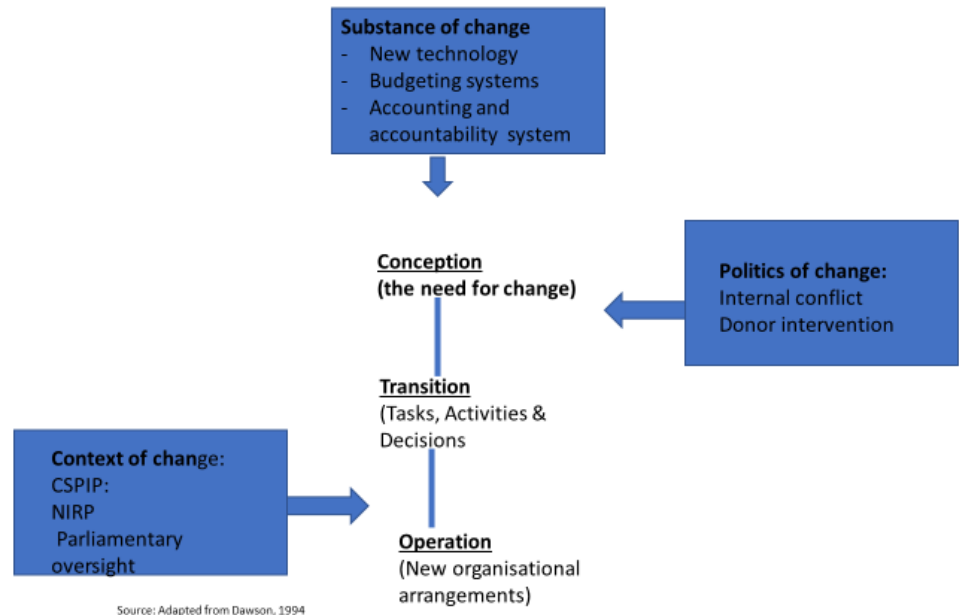 Substance of change
- New technology
- Budgeting systems
- Accounting and
accountability system
Conception
(the need for change)
Politics of change:
Internal conflict
Donor intervention
Transition
(Tasks, Activities &
Decisions
Context of change:
CSPIP:
NIRP
Parliamentary
oversight
Operation
(New organisational
arrangements)
Source: Adapted from Dawson, 1994